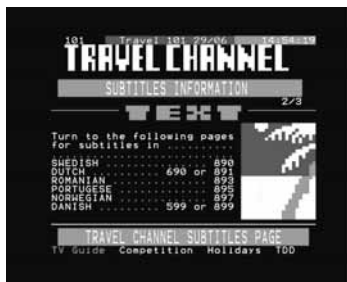 101 Travel 101 29/06 14:54:19
TRAVEL CHANNEL
SUBTITLES INFORMATION
2/3
TEXT
Turn to the following pages
for subtitles in ..........
SWEDISH .................. 890
DUTCH ............ 690 or 891
ROMANIAN ................. 893
PORTUGESE ................ 895
NORWEGIAN ................ 897
DANISH ........... 599 or 899
TRAVEL CHANNEL SUBTITLES PAGE
TV Guide Competition Holidays TDD